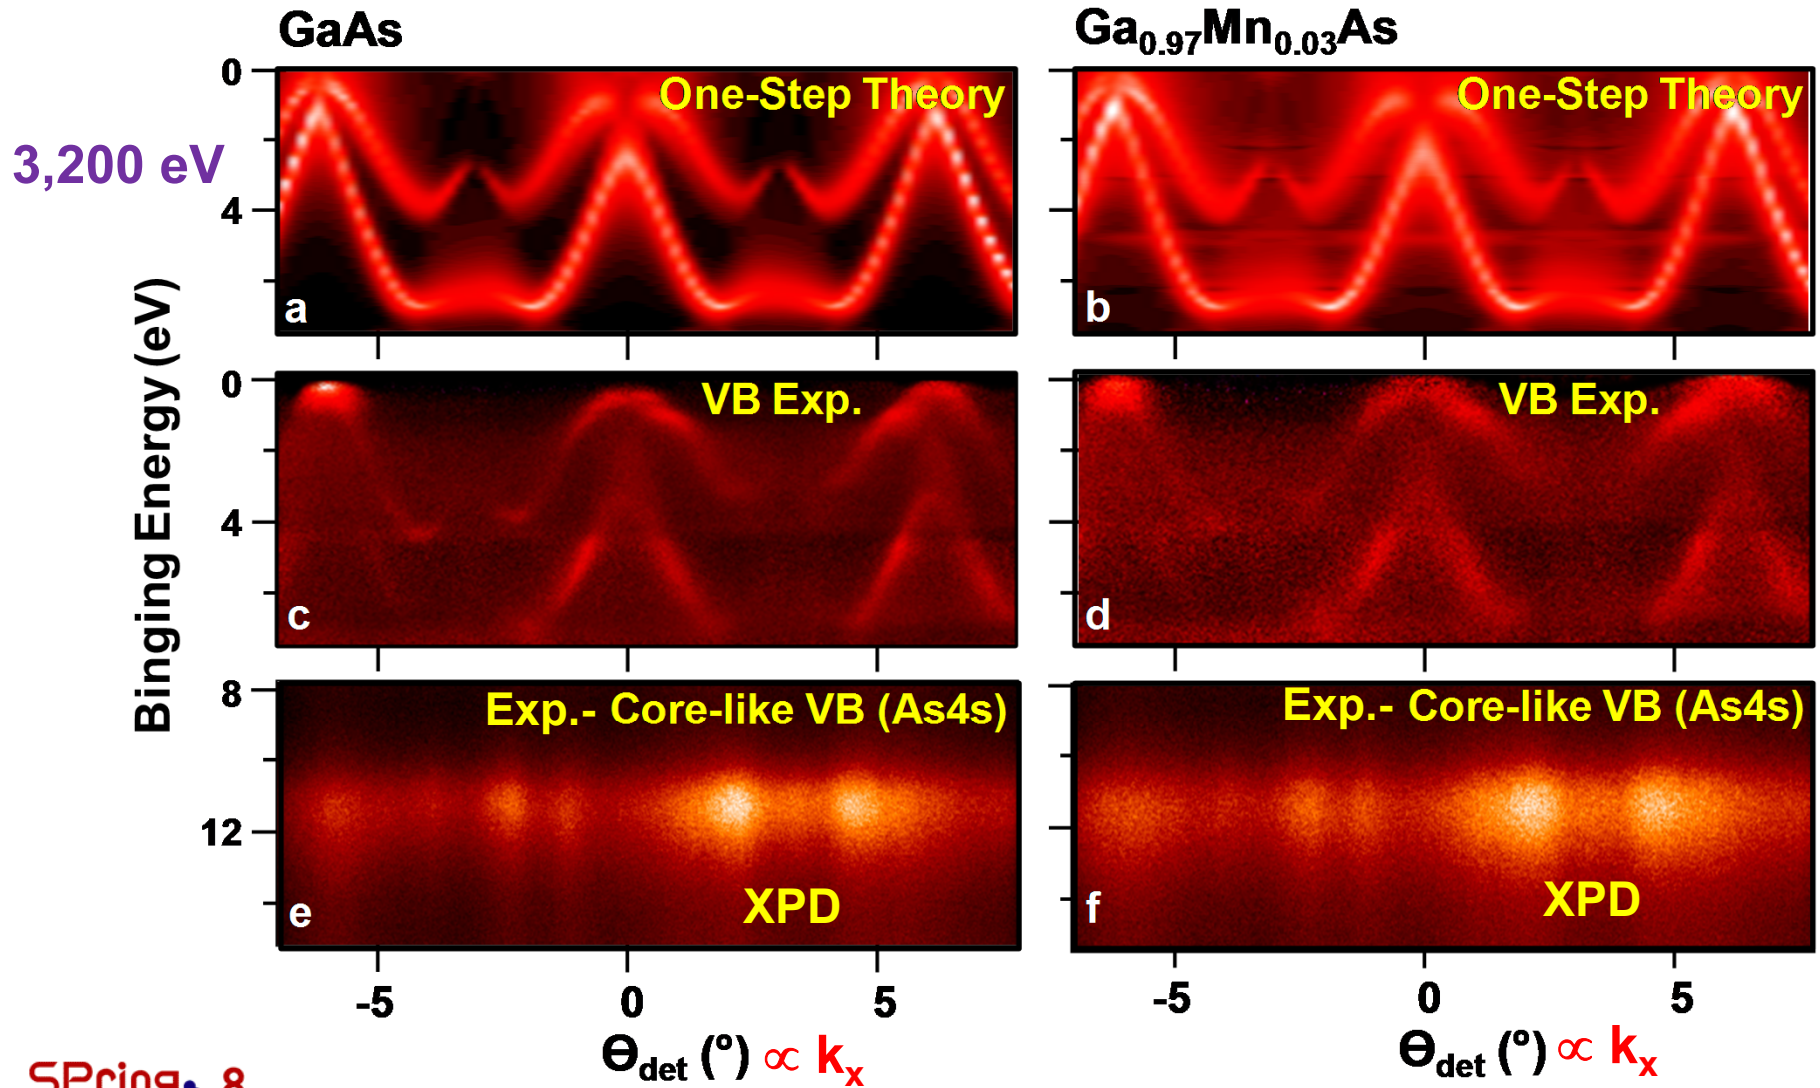 GaAs
Ga0.97Mn0.03As
3,200 eV
Binging Energy (eV)
0
4
One-Step Theory
a
One-Step Theory
b
0
4
VB Exp.
c
VB Exp.
d
8
12
Exp.- Core-like VB (As4s)
XPD
e
Exp.- Core-like VB (As4s)
XPD
f
-5 0 5
-5 0 5
ϴdet (º) ∝ kx
ϴdet (º) ∝ kx
SPring 8